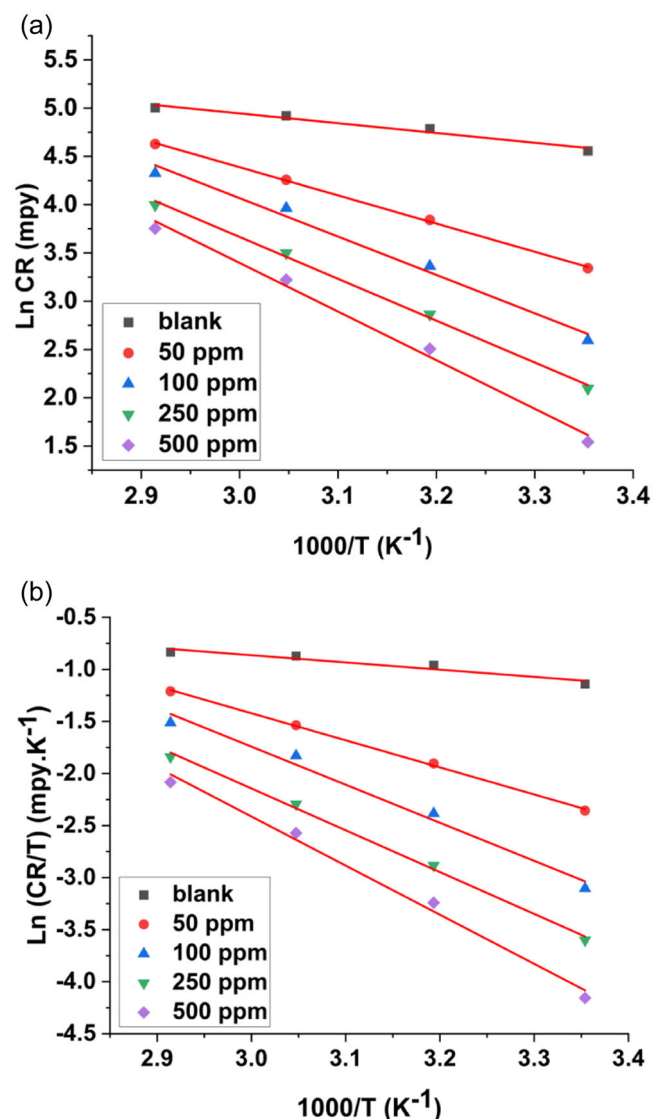 (a)
5.5
5.0
4.5
4.0
3.5
3.0
2.5
2.0
1.5
Ln CR (mpy)
blank
50 ppm
100 ppm
250 ppm
500 ppm
2.9 3.0 3.1 3.2 3.3 3.4
1000/T (K⁻¹)
(b)
-0.5
-1.0
-1.5
-2.0
-2.5
-3.0
-3.5
-4.0
-4.5
Ln (CR/T) (mpy.K⁻¹)
blank
50 ppm
100 ppm
250 ppm
500 ppm
2.9 3.0 3.1 3.2 3.3 3.4
1000/T (K⁻¹)